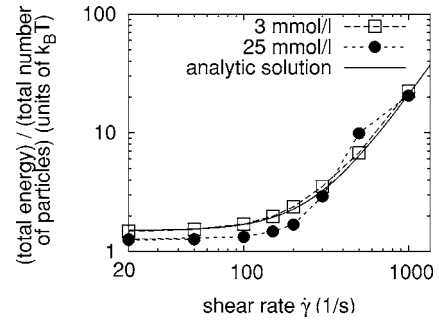 (total energy) / (total number
of particles) (units of k_BT)
100
10
1
3 mmol/l
25 mmol/l
analytic solution
20
100
1000
shear rate γ̇ (1/s)